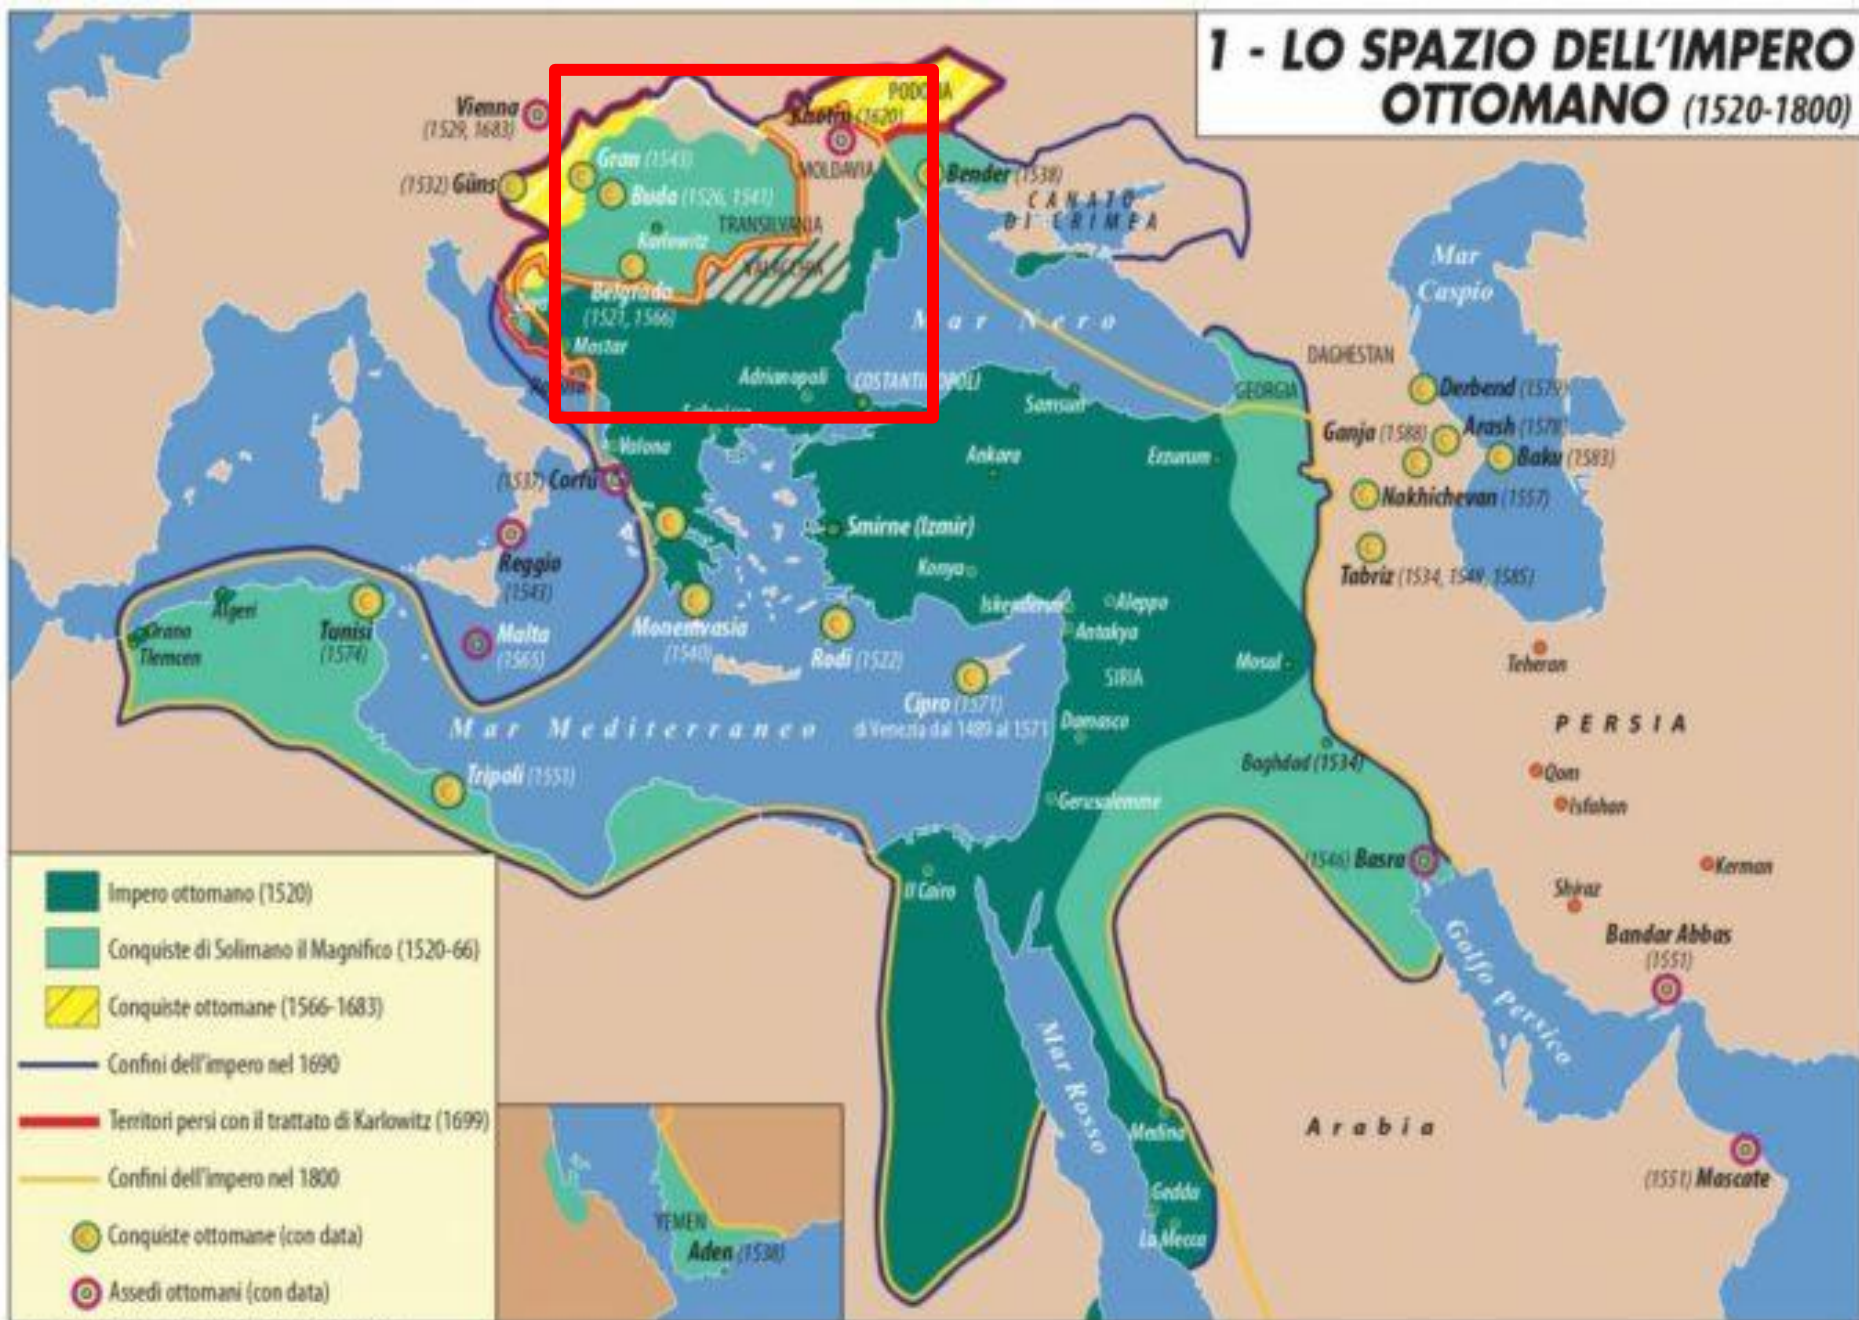 1 - LO SPAZIO DELL'IMPERO
OTTOMANO (1520-1800)
Vienna
(1529, 1683)
PODOLIA
Khotin (1620)
Gran (1543)
MOLDAVIA
(1532) Güns
Buda (1526, 1541)
Bender (1538)
CANATO
DI CRIMEA
TRANSILVANIA
Karlowitz
VALACCHIA
Mar
Caspio
Belgrado
(1521, 1566)
Mar Nero
Mostar
DAGHESTAN
Ragusa
Adrianopoli
COSTANTINOPOLI
Samsun
GEORGIA
Derbend (1579)
Arash (1578)
Ganja (1588)
Baku (1583)
Valona
Ankara
Erzurum
(1537) Corfù
Nakhichevan (1557)
Smirne (Izmir)
Reggio
(1543)
Konya
Tabriz (1534, 1548, 1585)
Algeri
Iskenderun
Aleppo
Orano
Tlemcen
Tunisi
(1574)
Malta
(1565)
Monemvasia
(1540)
Rodi (1522)
Antakya
Mosul
Teheran
SIRIA
Cipro (1571)
di Venezia dal 1489 al 1571
Mar Mediterraneo
Damasco
PERSIA
Baghdad (1534)
Tripoli (1551)
Qom
Gerusalemme
Isfahan
(1546) Basra
Kerman
Il Cairo
Shiraz
Golfo Persico
Bandar Abbas
(1551)
Mar Rosso
Arabia
Medina
(1551) Mascate
Gedda
La Mecca
YEMEN
Aden (1538)
Impero ottomano (1520)
Conquiste di Solimano il Magnifico (1520-66)
Conquiste ottomane (1566-1683)
Confini dell'impero nel 1690
Territori persi con il trattato di Karlowitz (1699)
Confini dell'impero nel 1800
Conquiste ottomane (con data)
Assedi ottomani (con data)